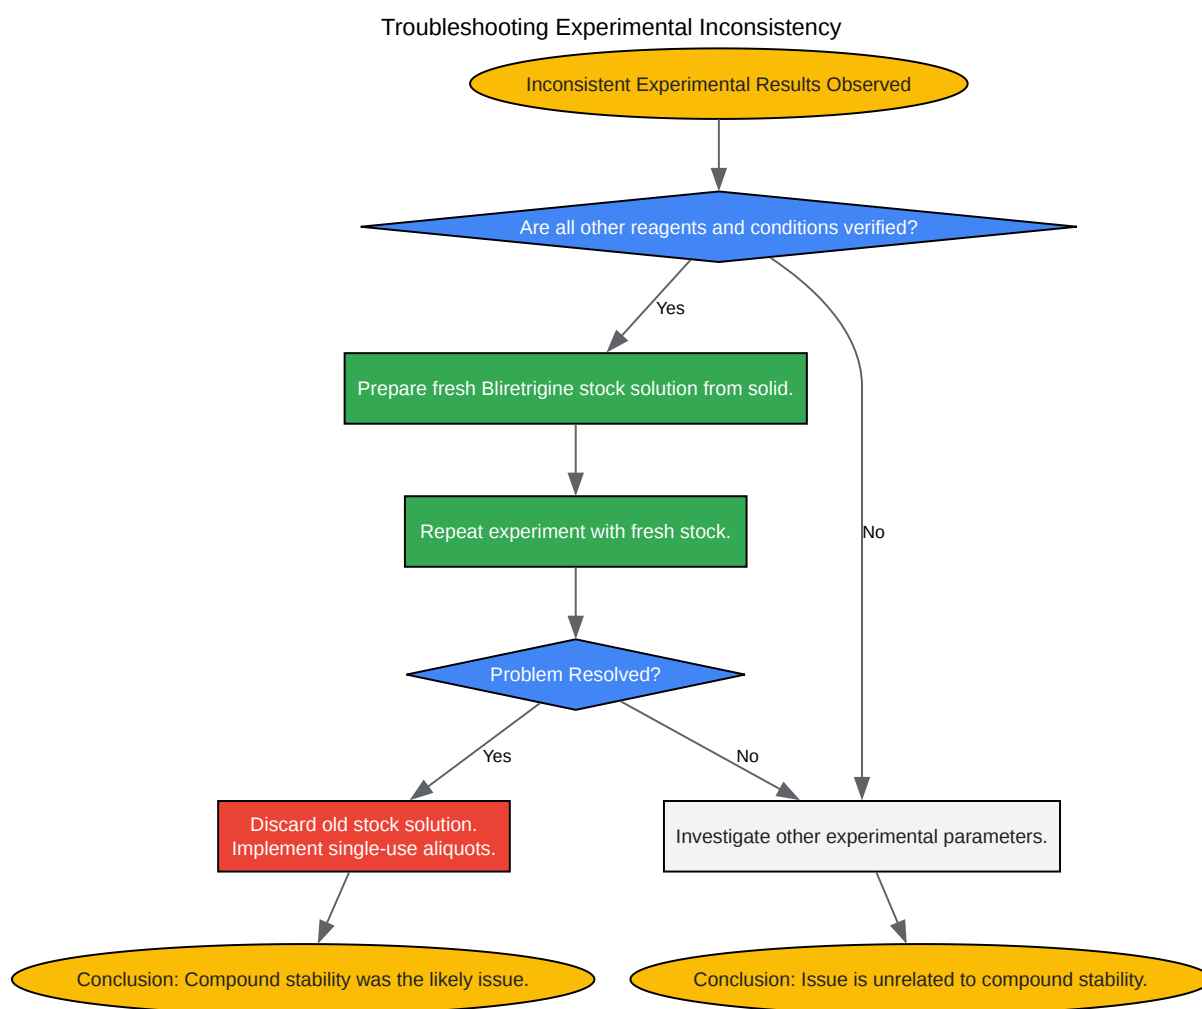 Troubleshooting Experimental Inconsistency
Inconsistent Experimental Results Observed
Are all other reagents and conditions verified?
Yes
Prepare fresh Bliretrigine stock solution from solid.
Repeat experiment with fresh stock.
No
Problem Resolved?
Yes
No
Discard old stock solution.
Implement single-use aliquots.
Investigate other experimental parameters.
Conclusion: Compound stability was the likely issue.
Conclusion: Issue is unrelated to compound stability.